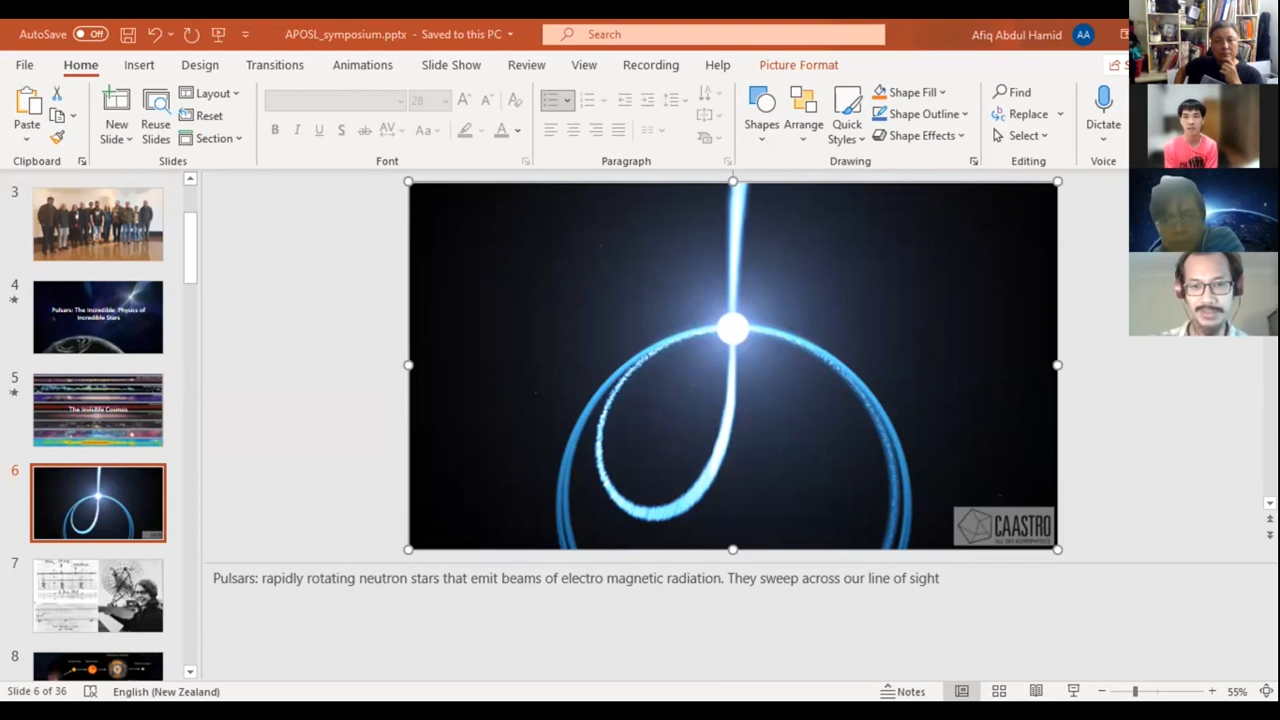 AutoSave Off APOSL_symposium.pptx - Saved to this PC Search Afiq Abdul Hamid AA
File Home Insert Design Transitions Animations Slide Show Review View Recording Help Picture Format
Paste
Clipboard
New Slide
Reuse Slides
Layout
Reset
Section
Slides
28
Font
Paragraph
Shapes
Arrange
Quick Styles
Shape Fill
Shape Outline
Shape Effects
Drawing
Find
Replace
Select
Editing
Dictate
Voice
3
4
Pulsars: The Incredible Physics of
Incredible Stars
5
The Invisible Cosmos
6
7
8
CAASTRO
ALL-SKY ASTROPHYSICS
Pulsars: rapidly rotating neutron stars that emit beams of electro magnetic radiation. They sweep across our line of sight
Slide 6 of 36 English (New Zealand) Notes 55%